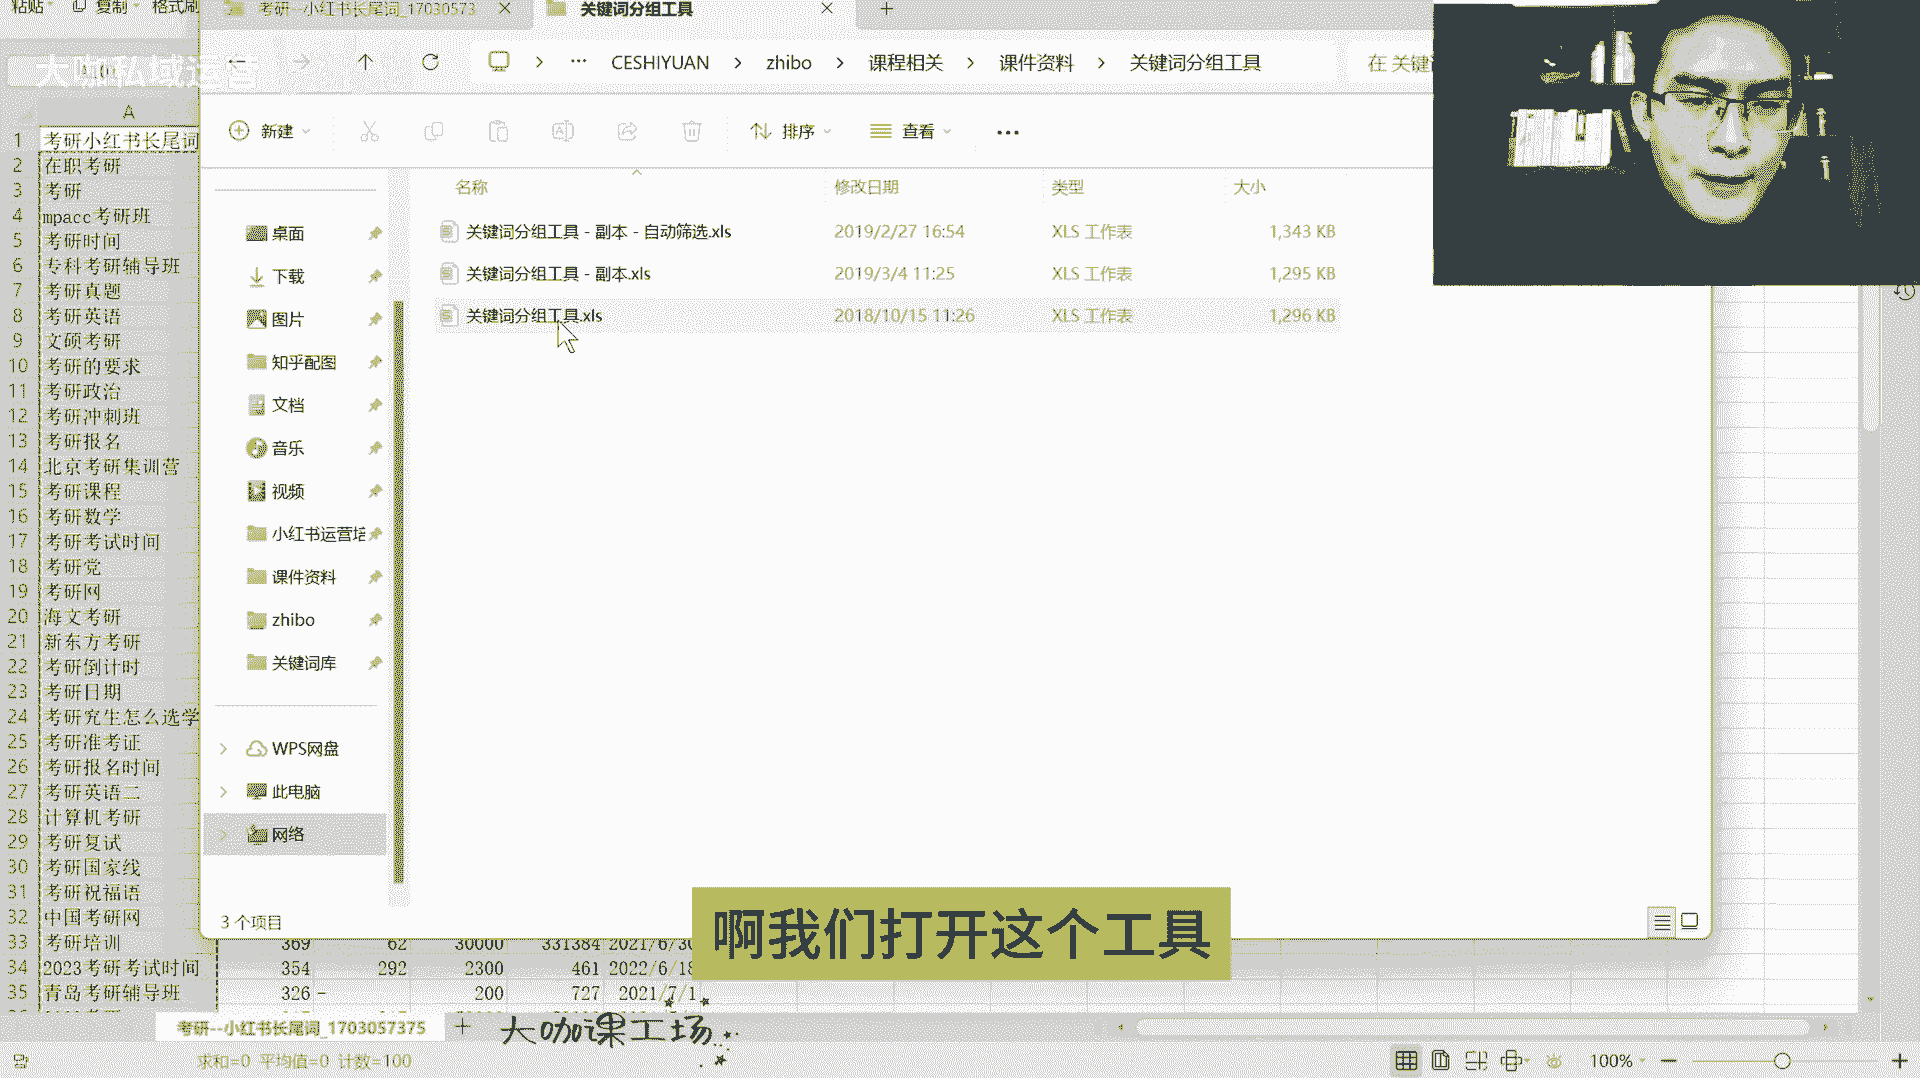 粘贴 复制 格式刷
考研--小红书长尾词_17030573
关键词分组工具
大咖私域运营
CESHIYUAN zhibo 课程相关 课件资料 关键词分组工具
在 关键
新建 排序 查看
名称 修改日期 类型 大小
关键词分组工具 - 副本 - 自动筛选.xls 2019/2/27 16:54 XLS 工作表 1,343 KB
关键词分组工具 - 副本.xls 2019/3/4 11:25 XLS 工作表 1,295 KB
关键词分组工具.xls 2018/10/15 11:26 XLS 工作表 1,296 KB
桌面
下载
图片
知乎配图
文档
音乐
视频
小红书运营培
课件资料
zhibo
关键词库
WPS网盘
此电脑
网络
3 个项目
A
1 考研小红书长尾词
2 在职考研
3 考研
4 mpacc考研班
5 考研时间
6 专科考研辅导班
7 考研真题
8 考研英语
9 文硕考研
10 考研的要求
11 考研政治
12 考研冲刺班
13 考研报名
14 北京考研集训营
15 考研课程
16 考研数学
17 考研考试时间
18 考研党
19 考研网
20 海文考研
21 新东方考研
22 考研倒计时
23 考研日期
24 考研究生怎么选学
25 考研准考证
26 考研报名时间
27 考研英语二
28 计算机考研
29 考研复试
30 考研国家线
31 考研祝福语
32 中国考研网
33 考研培训 369 62 30000 331384 2021/6/30
34 2023考研考试时间 354 292 2300 461 2022/6/18
35 青岛考研辅导班 326 - 200 727 2021/7/1
啊我们打开这个工具
考研--小红书长尾词_1703057375
大咖课工场
求和=0 平均值=0 计数=100
100%